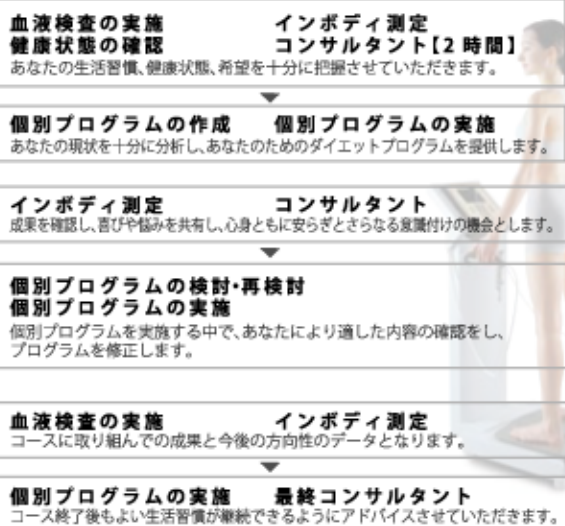 血液検査の実施 インボディ測定
健康状態の確認 コンサルタント【2時間】
あなたの生活習慣、健康状態、希望を十分に把握させていただきます。
個別プログラムの作成 個別プログラムの実施
あなたの現状を十分に分析し、あなたのためのダイエットプログラムを提供します。
インボディ測定 コンサルタント
成果を確認し、喜びや悩みを共有し、心身ともに安らぎとさらなる意識付けの機会とします。
個別プログラムの検討・再検討
個別プログラムの実施
個別プログラムを実施する中で、あなたにより適した内容の確認をし、
プログラムを修正します。
血液検査の実施 インボディ測定
コースに取り組んでの成果と今後の方向性のデータとなります。
個別プログラムの実施 最終コンサルタント
コース終了後もよい生活習慣が継続できるようにアドバイスさせていただきます。